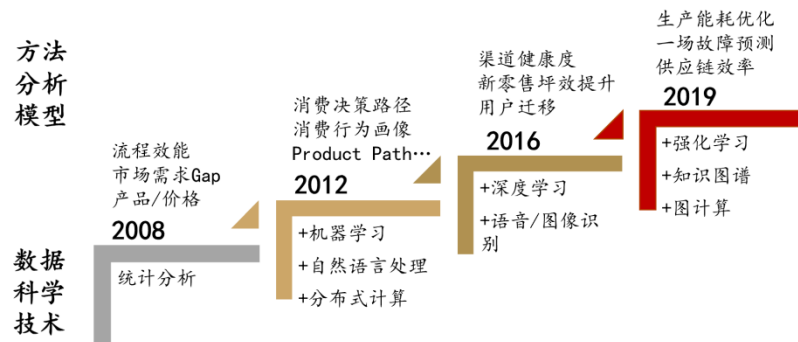 方法
分析
模型
流程效能
市场需求Gap
产品/价格
2008
消费决策路径
消费行为画像
Product Path…
2012
渠道健康度
新零售坪效提升
用户迁移
2016
生产能耗优化
一场故障预测
供应链效率
2019
数据
科学
技术
统计分析
+机器学习
+自然语言处理
+分布式计算
+深度学习
+语音/图像识
别
+强化学习
+知识图谱
+图计算